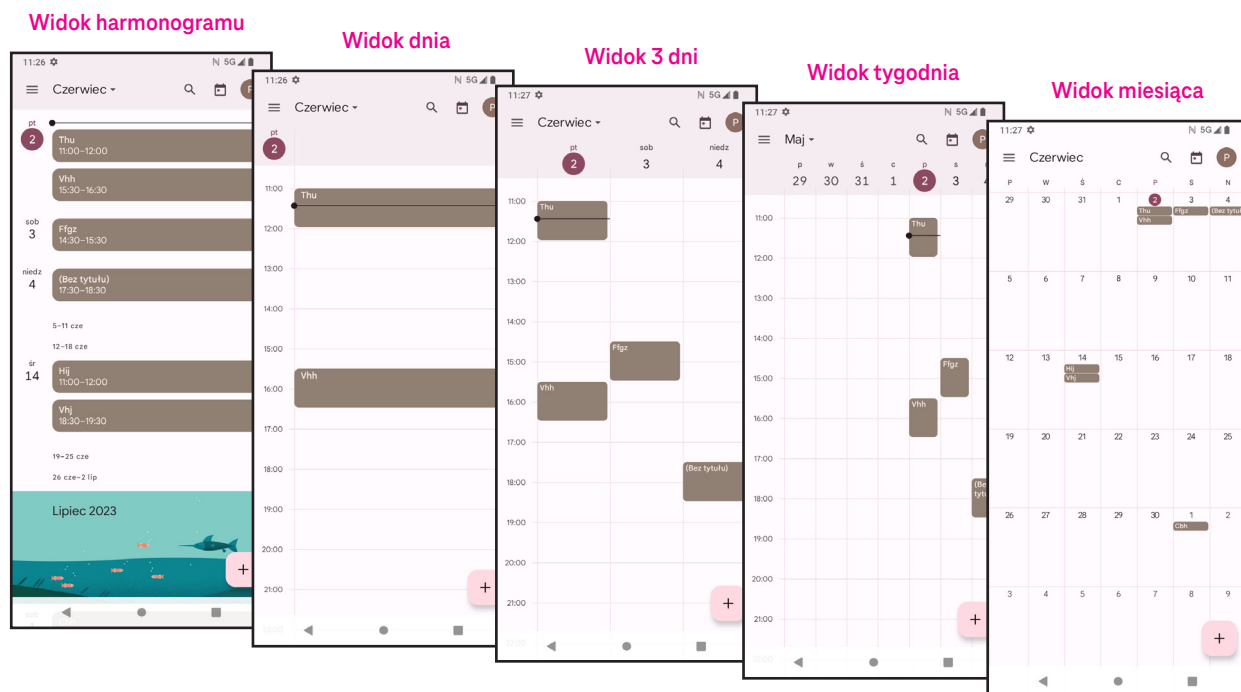 Widok harmonogramu
11:26
5G
Czerwiec
pt
2
Thu
11:00–12:00
Vhh
15:30–16:30
sob
3
Ffgz
14:30–15:30
niedz
4
(Bez tytułu)
17:30–18:30
5–11 cze
12–18 cze
śr
14
Hij
11:00–12:00
Vhj
18:30–19:30
19–25 cze
26 cze–2 lip
Lipiec 2023
+
Widok dnia
11:26
5G
Czerwiec
pt
2
11:00
Thu
12:00
13:00
14:00
15:00
Vhh
16:00
17:00
18:00
19:00
20:00
21:00
+
Widok 3 dni
11:27
N 5G
Czerwiec
P
pt sob niedz
2 3 4
11:00
Thu
12:00
13:00
14:00
Ffgz
15:00
Vhh
16:00
17:00
(Bez tytułu)
18:00
19:00
20:00
21:00
+
Widok tygodnia
11:27
N 5G
Maj
P
p w ś c p s
29 30 31 1 2 3 4
11:00
Thu
12:00
13:00
14:00
Ffgz
15:00
Vhh
16:00
17:00
(Be
tytu
18:00
19:00
20:00
21:00
+
Widok miesiąca
11:27
N 5G
Czerwiec
P
P W Ś C P S N
29 30 31 1 2 3 4
Thu Ffgz (Bez tytuł
Vhh
5 6 7 8 9 10 11
12 13 14 15 16 17 18
Hij
Vhj
19 20 21 22 23 24 25
26 27 28 29 30 1 2
Cbh
3 4 5 6 7 8 9
+